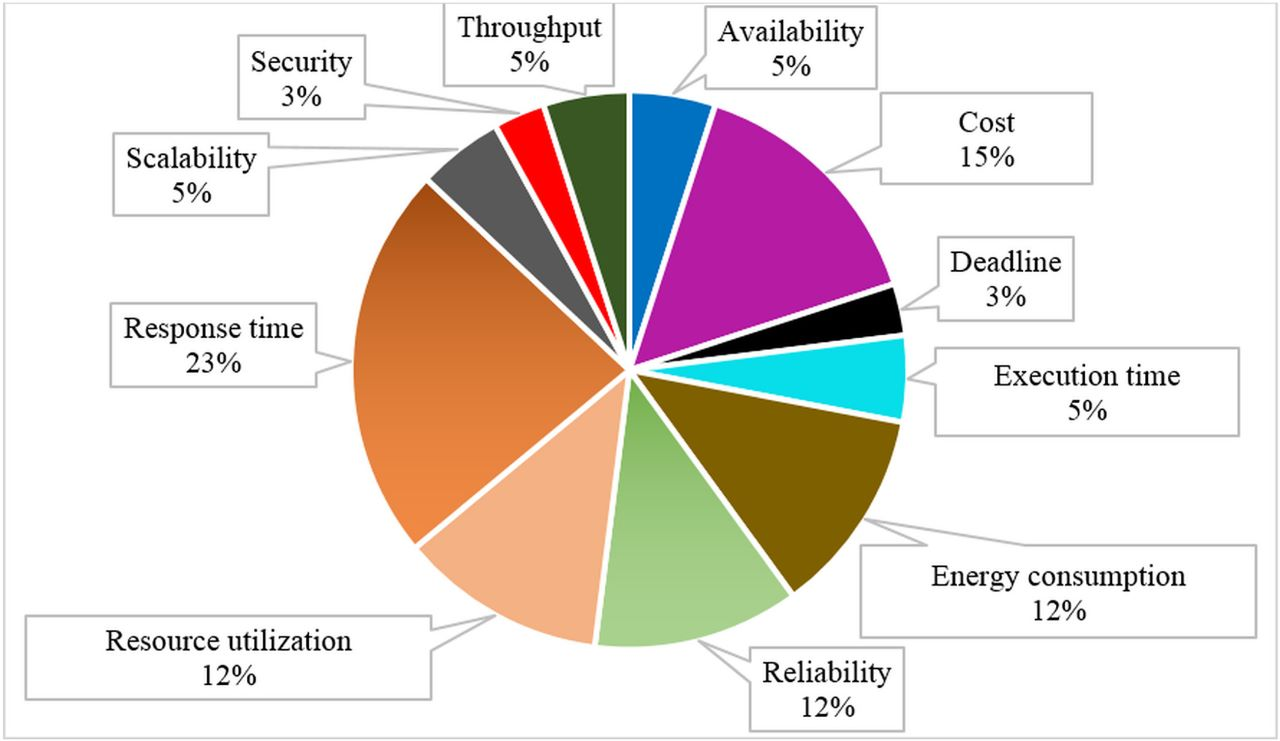 Throughput
5%
Availability
5%
Security
3%
Cost
15%
Scalability
5%
Deadline
3%
Response time
23%
Execution time
5%
Energy consumption
12%
Resource utilization
12%
Reliability
12%